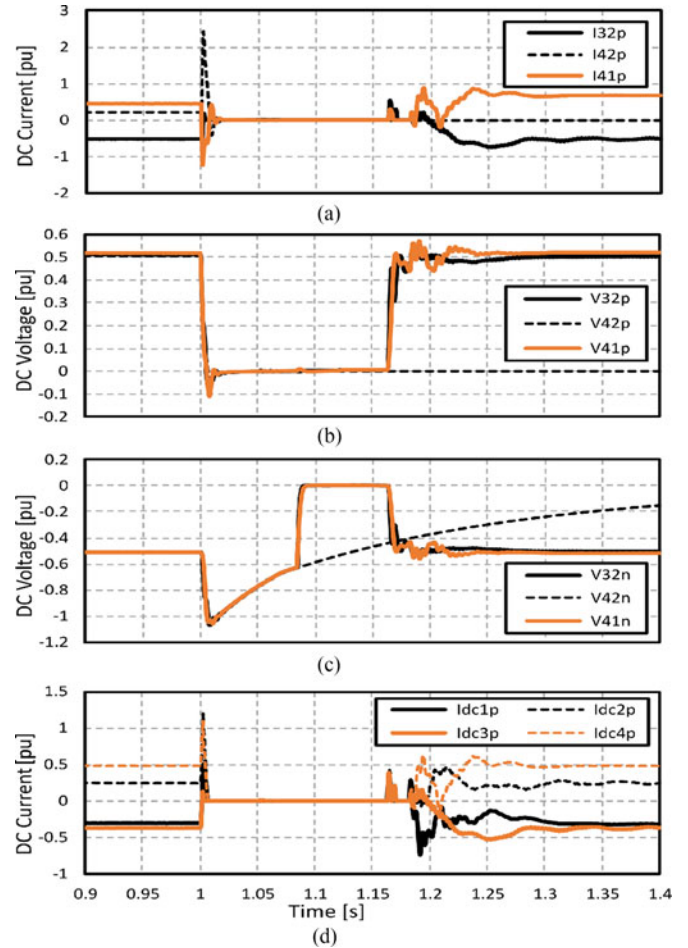 DC Current [pu]
3
2
1
0
-1
-2
I32p
I42p
I41p
(a)
DC Voltage [pu]
0.6
0.5
0.4
0.3
0.2
0.1
0
-0.1
-0.2
V32p
V42p
V41p
(b)
DC Voltage [pu]
0.2
0
-0.2
-0.4
-0.6
-0.8
-1
-1.2
V32n
V42n
V41n
(c)
DC Current [pu]
1.5
1
0.5
0
-0.5
-1
Idc1p Idc2p
Idc3p Idc4p
0.9 0.95 1 1.05 1.1 1.15 1.2 1.25 1.3 1.35 1.4
Time [s]
(d)